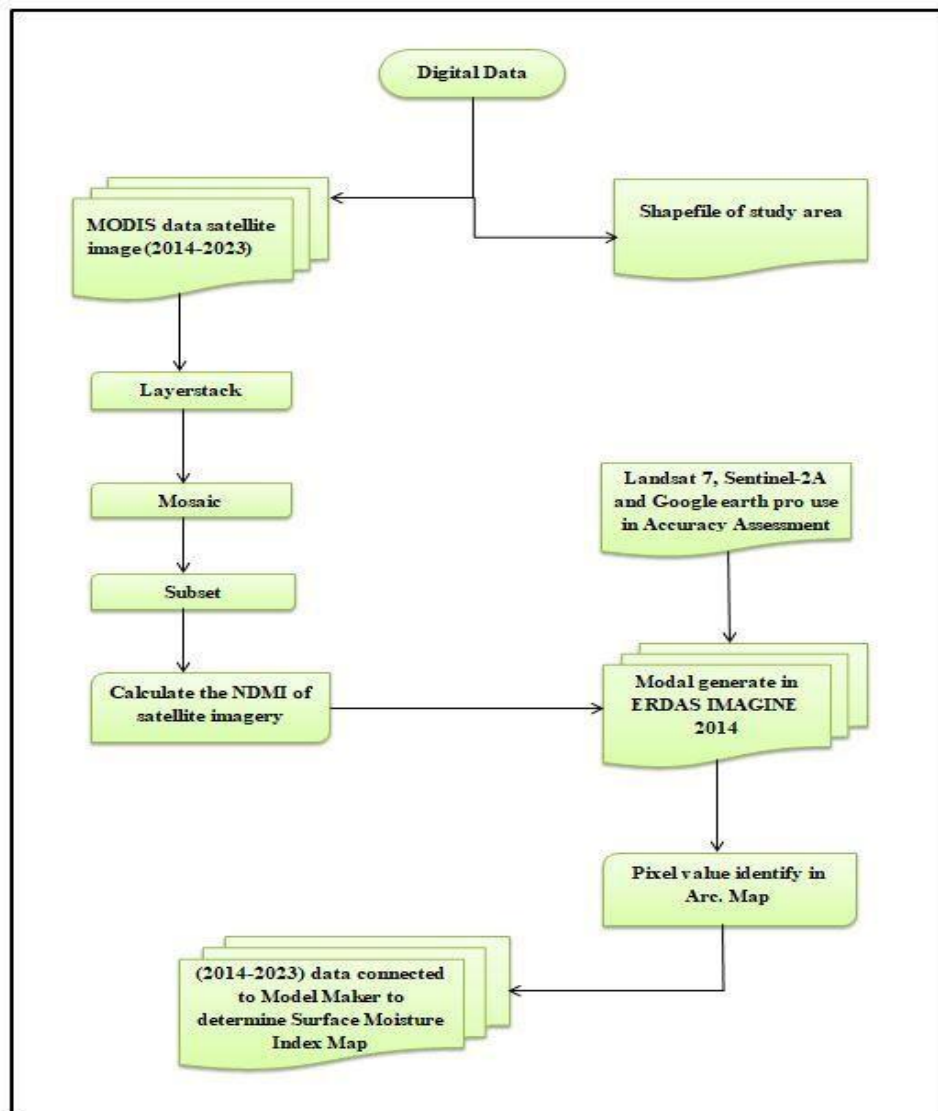 Digital Data
MODIS data satellite
image (2014-2023)
Shapefile of study area
Layerstack
Mosaic
Subset
Calculate the NDMI of
satellite imagery
Landsat 7, Sentinel-2A
and Google earth pro use
in Accuracy Assessment
Modal generate in
ERDAS IMAGINE
2014
Pixel value identify in
Arc. Map
(2014-2023) data connected
to Model Maker to
determine Surface Moisture
Index Map